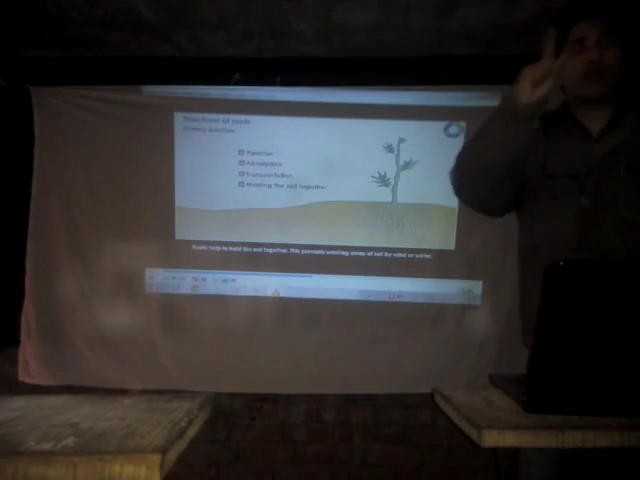 Functions of roots
Primary function
Fixation
Absorption
Transportation
Holding the soil together
Roots help to hold the soil together. This prevents washing away of soil by wind or water.